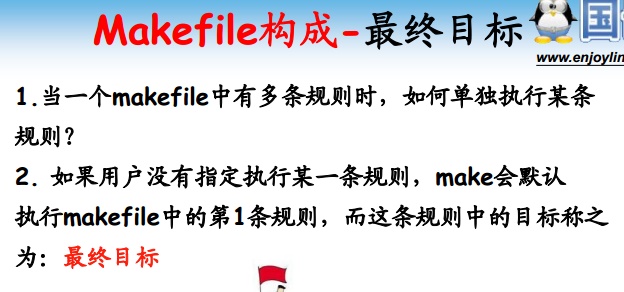 Makefile构成-最终目标
www.enjoylin
1.当一个makefile中有多条规则时，如何单独执行某条
规则？
2. 如果用户没有指定执行某一条规则，make会默认
执行makefile中的第1条规则，而这条规则中的目标称之
为：最终目标